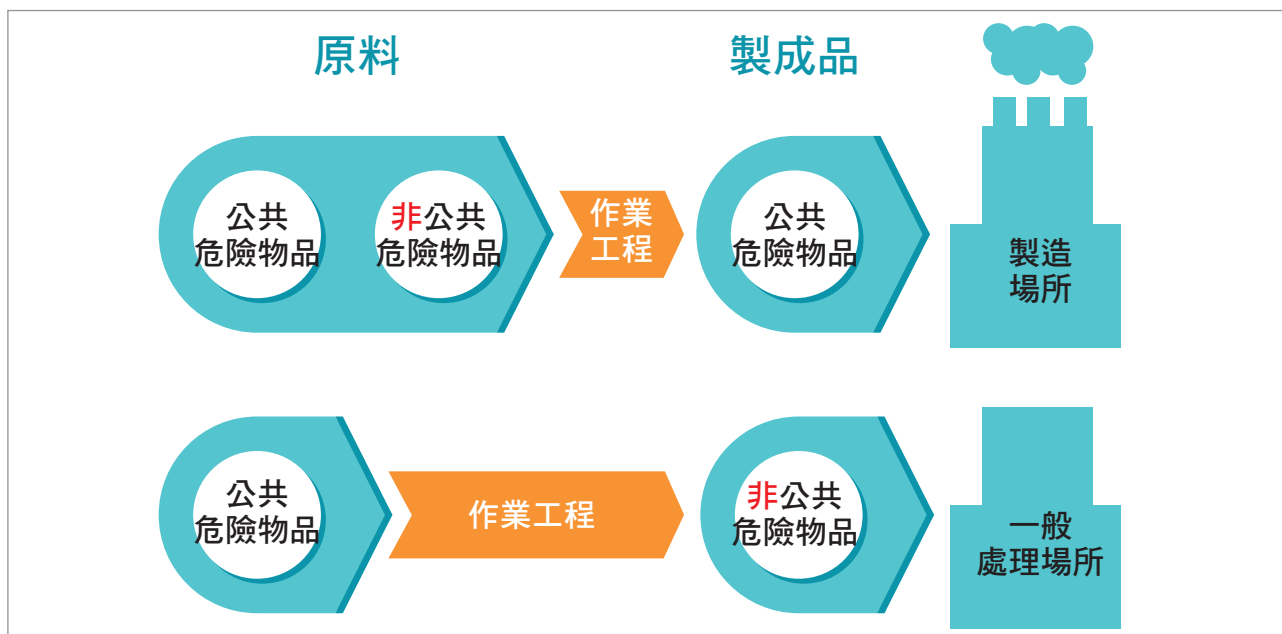 原料
製成品
公共
危險物品
非公共
危險物品
作業
工程
公共
危險物品
製造
場所
公共
危險物品
作業工程
非公共
危險物品
一般
處理場所